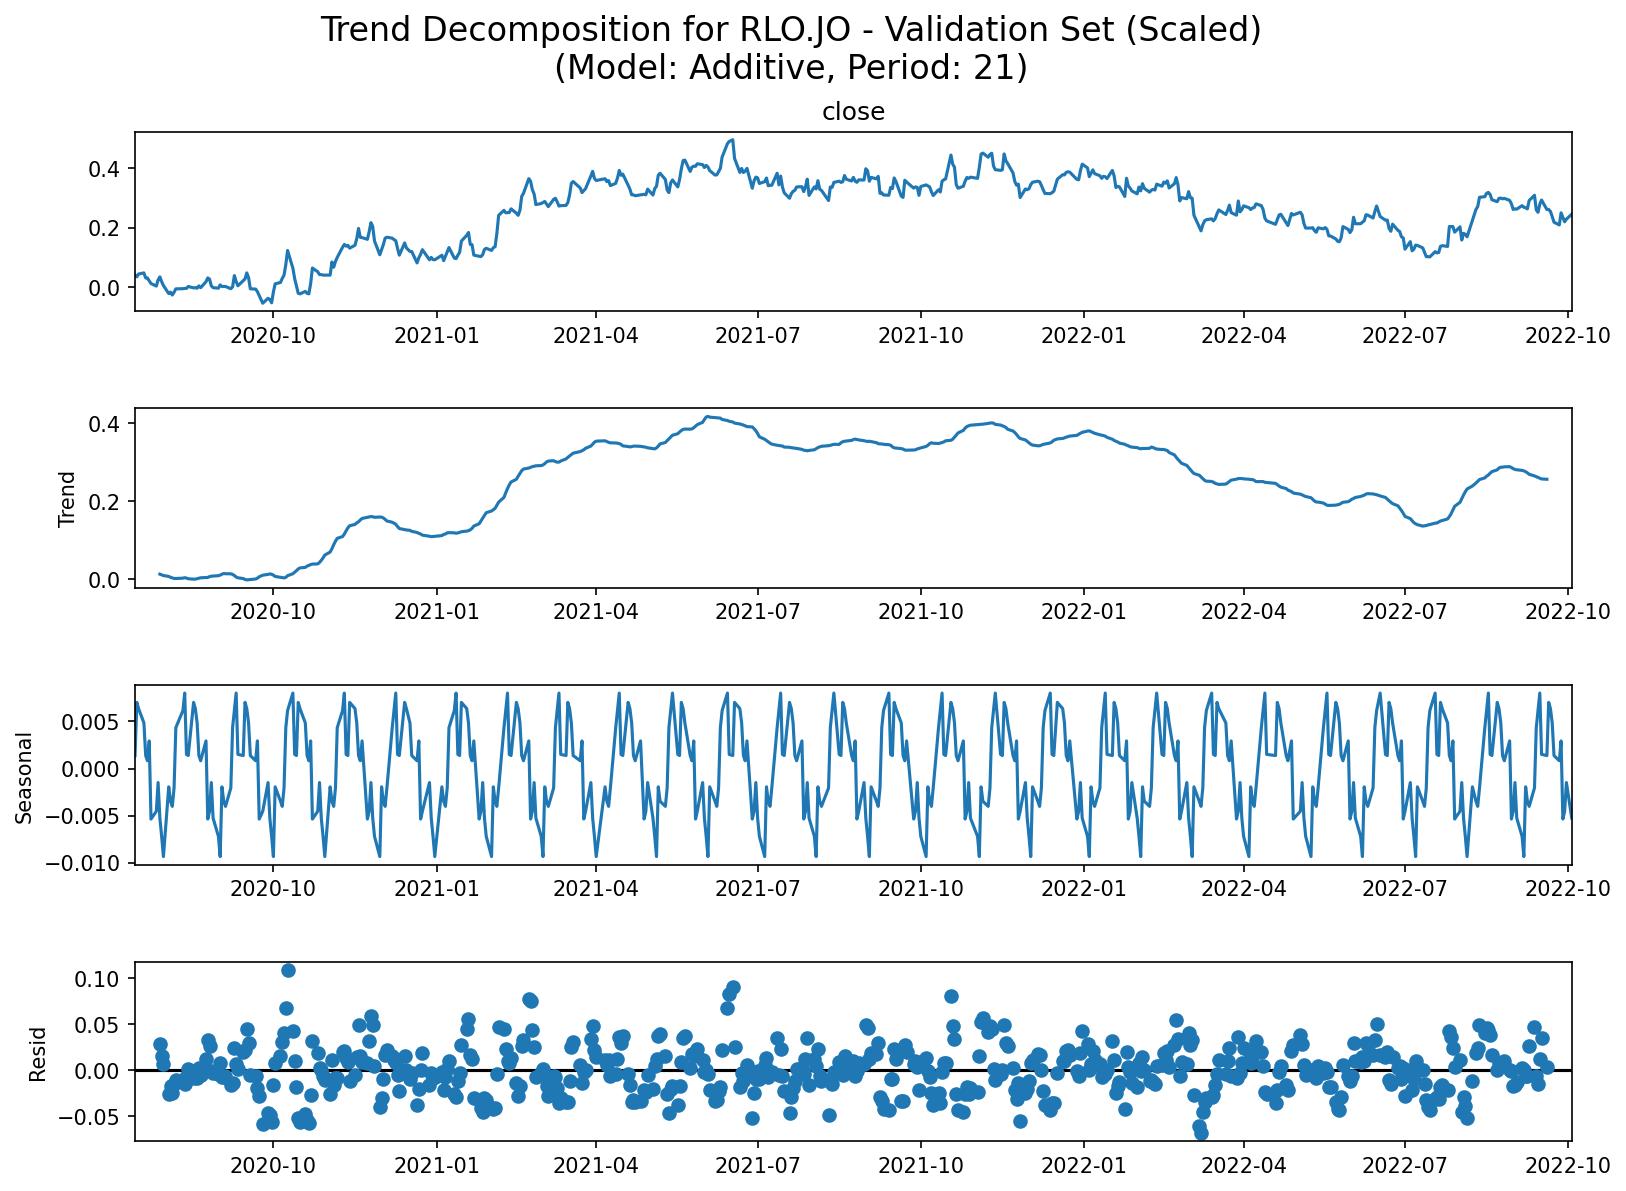 Trend Decomposition for RLO.JO - Validation Set (Scaled)
(Model: Additive, Period: 21)
close
0.4
0.2
0.0
2020-10 2021-01 2021-04 2021-07 2021-10 2022-01 2022-04 2022-07 2022-10
Trend
0.4
0.2
0.0
2020-10 2021-01 2021-04 2021-07 2021-10 2022-01 2022-04 2022-07 2022-10
Seasonal
0.005
0.000
−0.005
−0.010
2020-10 2021-01 2021-04 2021-07 2021-10 2022-01 2022-04 2022-07 2022-10
Resid
0.10
0.05
0.00
−0.05
2020-10 2021-01 2021-04 2021-07 2021-10 2022-01 2022-04 2022-07 2022-10